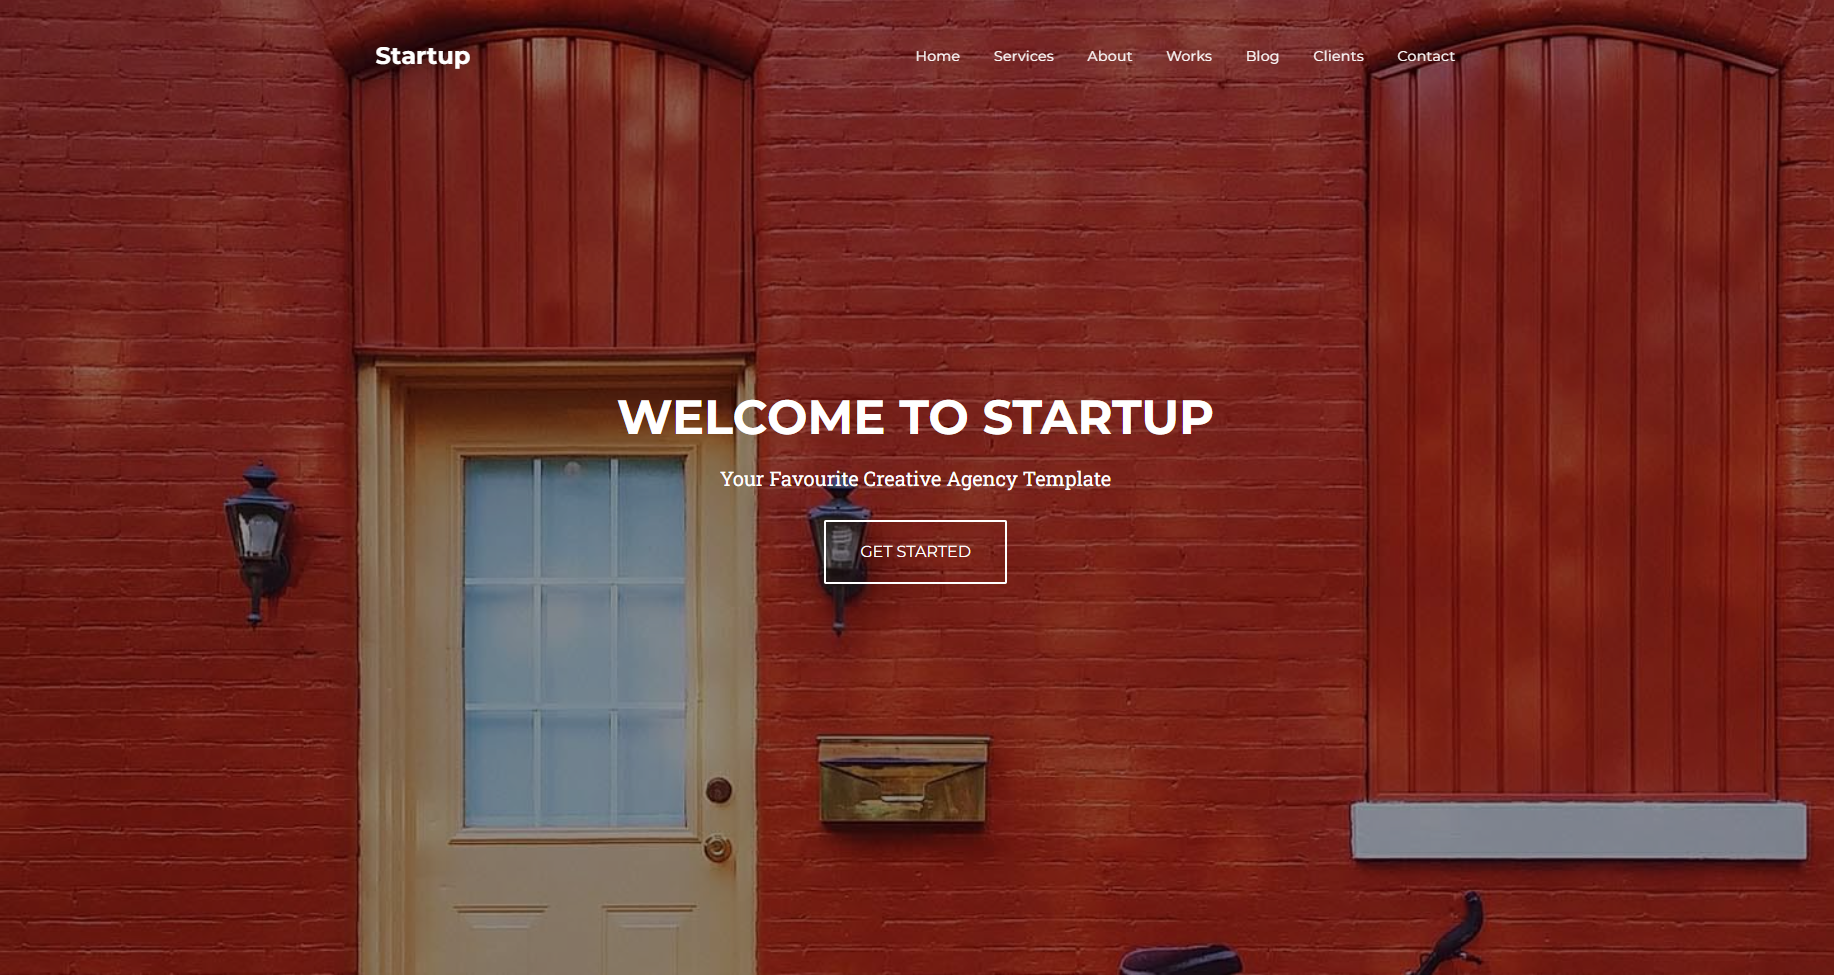 Startup
Home Services About Works Blog Clients Contact
WELCOME TO STARTUP
Your Favourite Creative Agency Template
GET STARTED